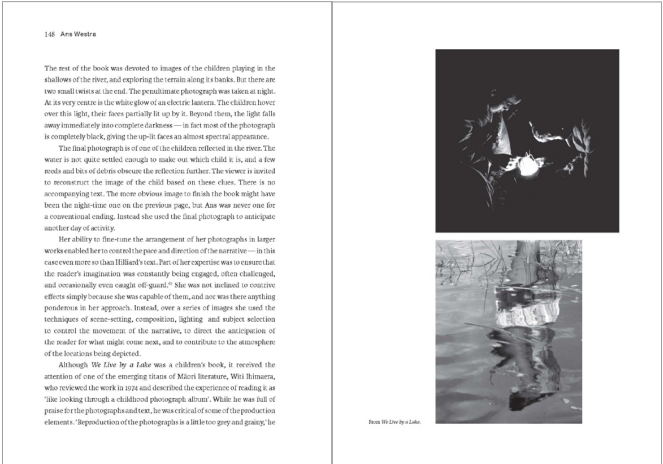 148 Ans Westra
The rest of the book was devoted to images of the children playing in the
shallows of the river, and exploring the terrain along its banks. But there are
two small twists at the end. The penultimate photograph was taken at night.
At its very centre is the white glow of an electric lantern. The children hover
over this light, their faces partially lit up by it. Beyond them, the light falls
away immediately into complete darkness — in fact most of the photograph
is completely black, giving the up-lit faces an almost spectral appearance.
The final photograph is of one of the children reflected in the river. The
water is not quite settled enough to make out which child it is, and a few
reeds and bits of debris obscure the reflection further. The viewer is invited
to reconstruct the image of the child based on these clues. There is no
accompanying text. The more obvious image to finish the book might have
been the night-time one on the previous page, but Ans was never one for
a conventional ending. Instead she used the final photograph to anticipate
another day of activity.
Her ability to fine-tune the arrangement of her photographs in larger
works enabled her to control the pace and direction of the narrative — in this
case even more so than Hilliard's text. Part of her expertise was to ensure that
the reader's imagination was constantly being engaged, often challenged,
and occasionally even caught off-guard. She was not inclined to contrive
effects simply because she was capable of them, and nor was there anything
ponderous in her approach. Instead, over a series of images she used the
techniques of scene-setting, composition, lighting and subject selection
to control the movement of the narrative, to direct the anticipation of
the reader for what might come next, and to contribute to the atmosphere
of the locations being depicted.
Although We Live by a Lake was a children's book, it received the
attention of one of the emerging titans of Māori literature, Witi Ihimaera,
who reviewed the work in 1974 and described the experience of reading it as
'like looking through a childhood photograph album'. While he was full of
praise for the photographs and text, he was critical of some of the production
elements. 'Reproduction of the photographs is a little too grey and grainy,' he
From We Live by a Lake.